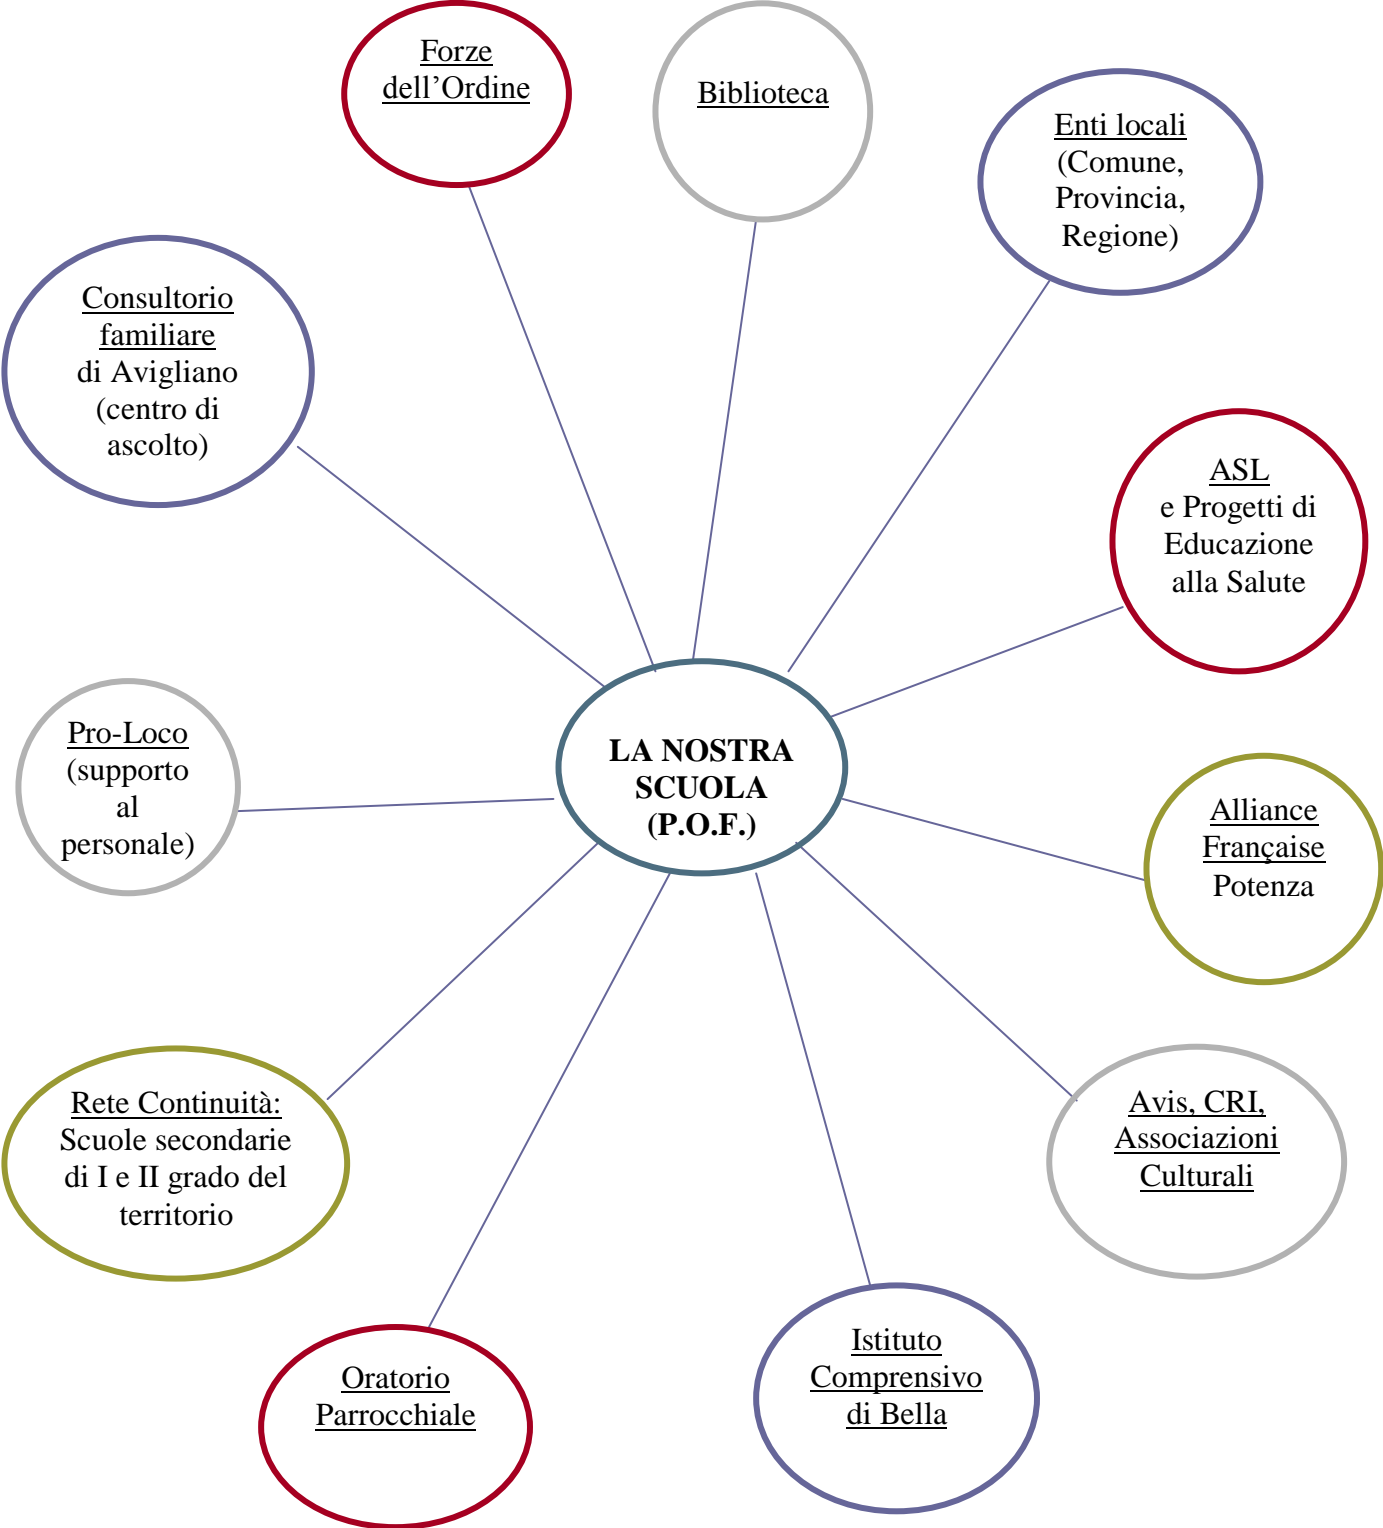 Forze
dell’Ordine
Biblioteca
Enti locali
(Comune,
Provincia,
Regione)
Consultorio
familiare
di Avigliano
(centro di
ascolto)
ASL
e Progetti di
Educazione
alla Salute
Pro-Loco
(supporto
al
personale)
LA NOSTRA
SCUOLA
(P.O.F.)
Alliance
Française
Potenza
Rete Continuità:
Scuole secondarie
di I e II grado del
territorio
Avis, CRI,
Associazioni
Culturali
Oratorio
Parrocchiale
Istituto
Comprensivo
di Bella